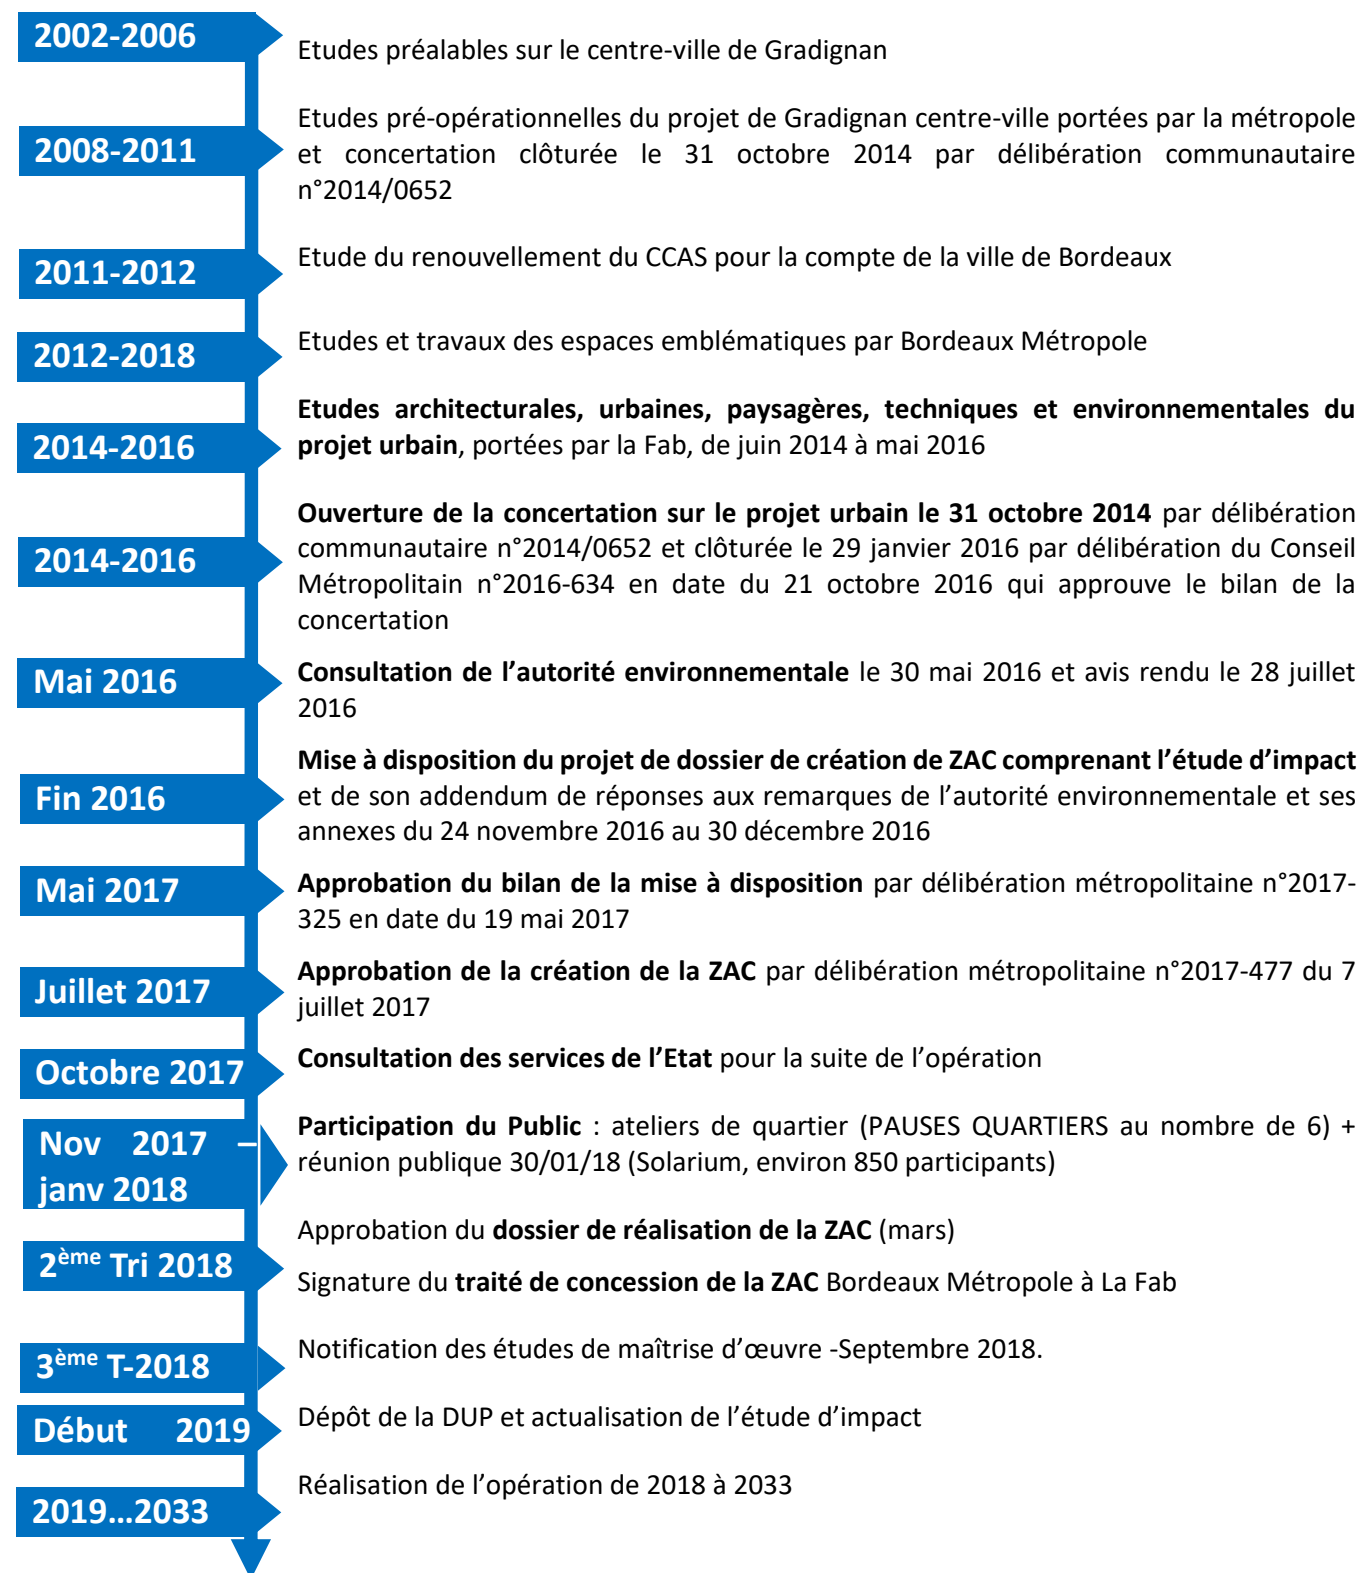 2002-2006
Etudes préalables sur le centre-ville de Gradignan
2008-2011
Etudes pré-opérationnelles du projet de Gradignan centre-ville portées par la métropole
et concertation clôturée le 31 octobre 2014 par délibération communautaire
n°2014/0652
2011-2012
Etude du renouvellement du CCAS pour la compte de la ville de Bordeaux
2012-2018
Etudes et travaux des espaces emblématiques par Bordeaux Métropole
2014-2016
Etudes architecturales, urbaines, paysagères, techniques et environnementales du
projet urbain, portées par la Fab, de juin 2014 à mai 2016
2014-2016
Ouverture de la concertation sur le projet urbain le 31 octobre 2014 par délibération
communautaire n°2014/0652 et clôturée le 29 janvier 2016 par délibération du Conseil
Métropolitain n°2016-634 en date du 21 octobre 2016 qui approuve le bilan de la
concertation
Mai 2016
Consultation de l’autorité environnementale le 30 mai 2016 et avis rendu le 28 juillet
2016
Fin 2016
Mise à disposition du projet de dossier de création de ZAC comprenant l’étude d’impact
et de son addendum de réponses aux remarques de l’autorité environnementale et ses
annexes du 24 novembre 2016 au 30 décembre 2016
Mai 2017
Approbation du bilan de la mise à disposition par délibération métropolitaine n°2017-
325 en date du 19 mai 2017
Juillet 2017
Approbation de la création de la ZAC par délibération métropolitaine n°2017-477 du 7
juillet 2017
Octobre 2017
Consultation des services de l’Etat pour la suite de l’opération
Nov 2017 –
janv 2018
Participation du Public : ateliers de quartier (PAUSES QUARTIERS au nombre de 6) +
réunion publique 30/01/18 (Solarium, environ 850 participants)
2ème Tri 2018
Approbation du dossier de réalisation de la ZAC (mars)
Signature du traité de concession de la ZAC Bordeaux Métropole à La Fab
3ème T-2018
Notification des études de maîtrise d’œuvre -Septembre 2018.
Début 2019
Dépôt de la DUP et actualisation de l’étude d’impact
2019…2033
Réalisation de l’opération de 2018 à 2033